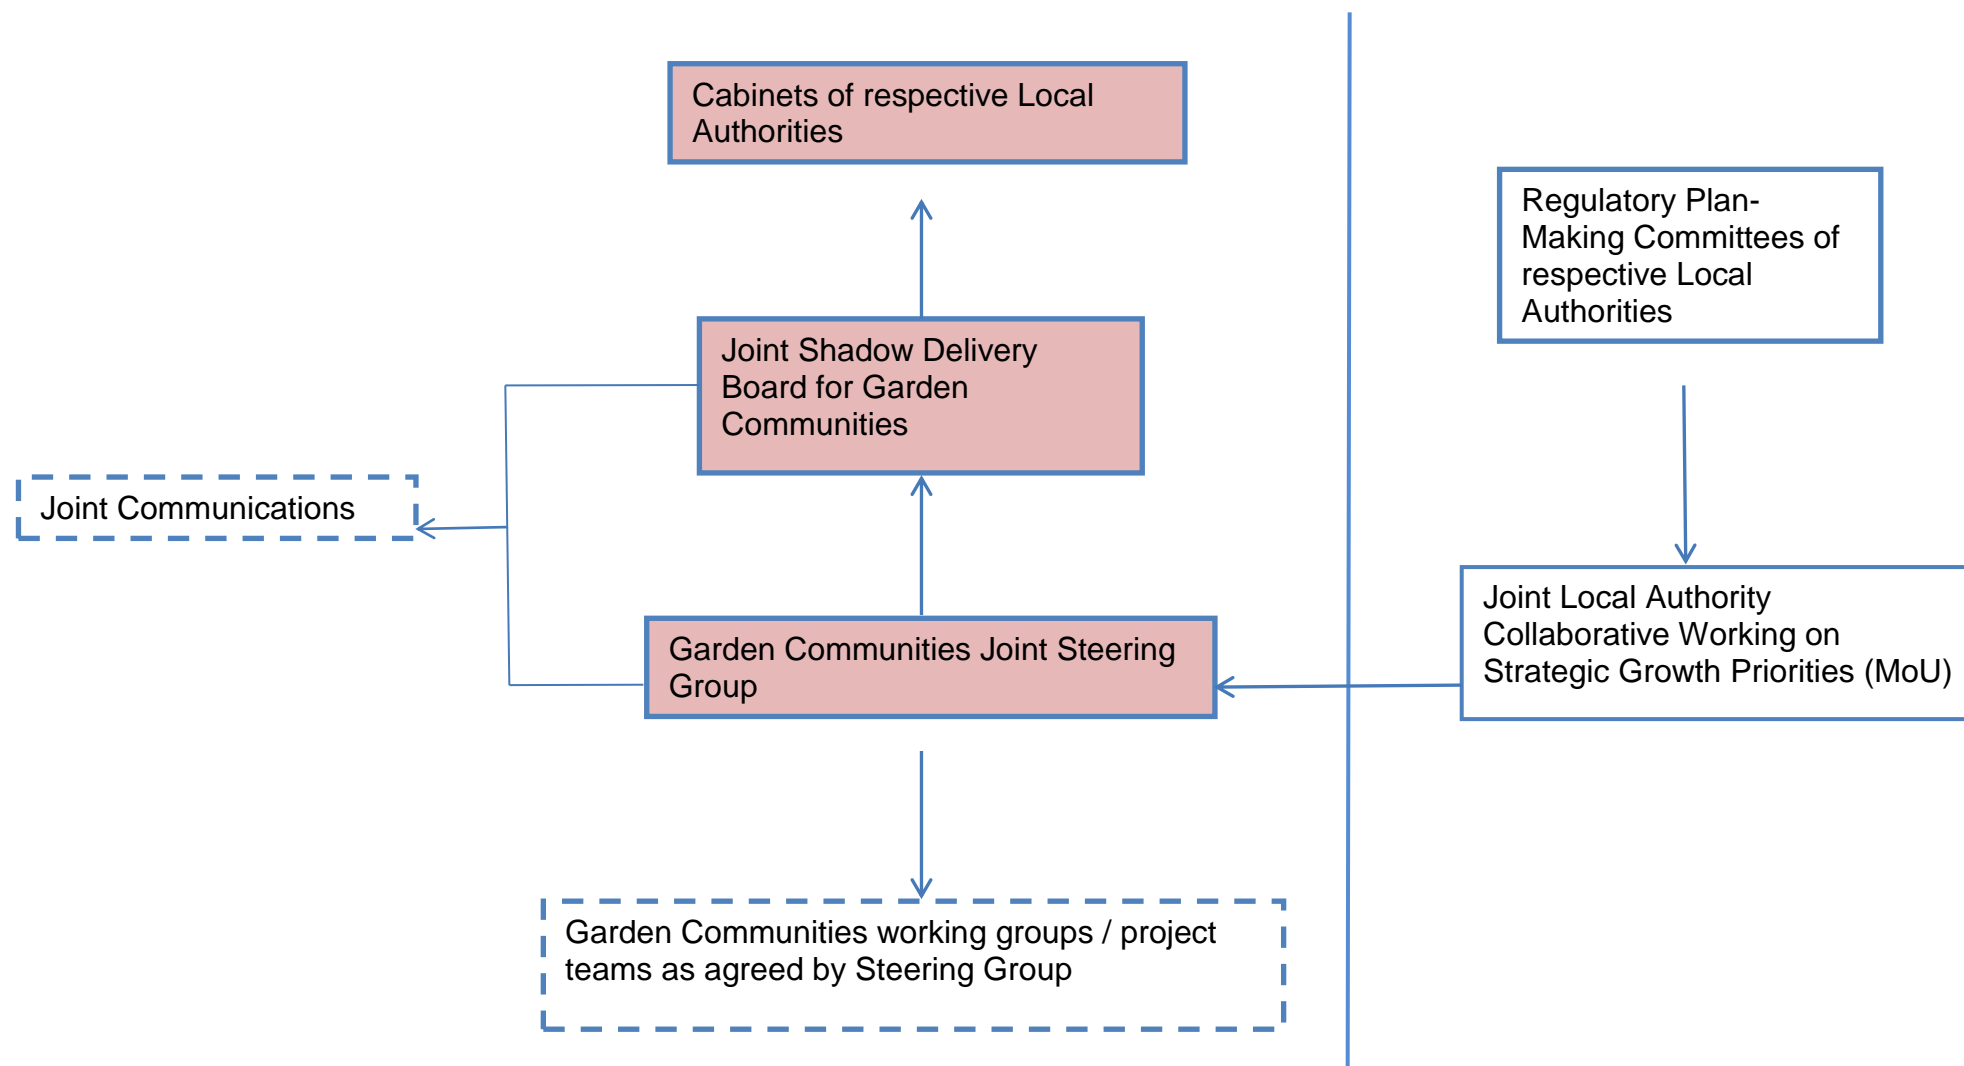 Cabinets of respective Local
Authorities
Regulatory Plan-
Making Committees of
respective Local
Authorities
Joint Shadow Delivery
Board for Garden
Communities
Joint Communications
Joint Local Authority
Collaborative Working on
Strategic Growth Priorities (MoU)
Garden Communities Joint Steering
Group
Garden Communities working groups / project
teams as agreed by Steering Group